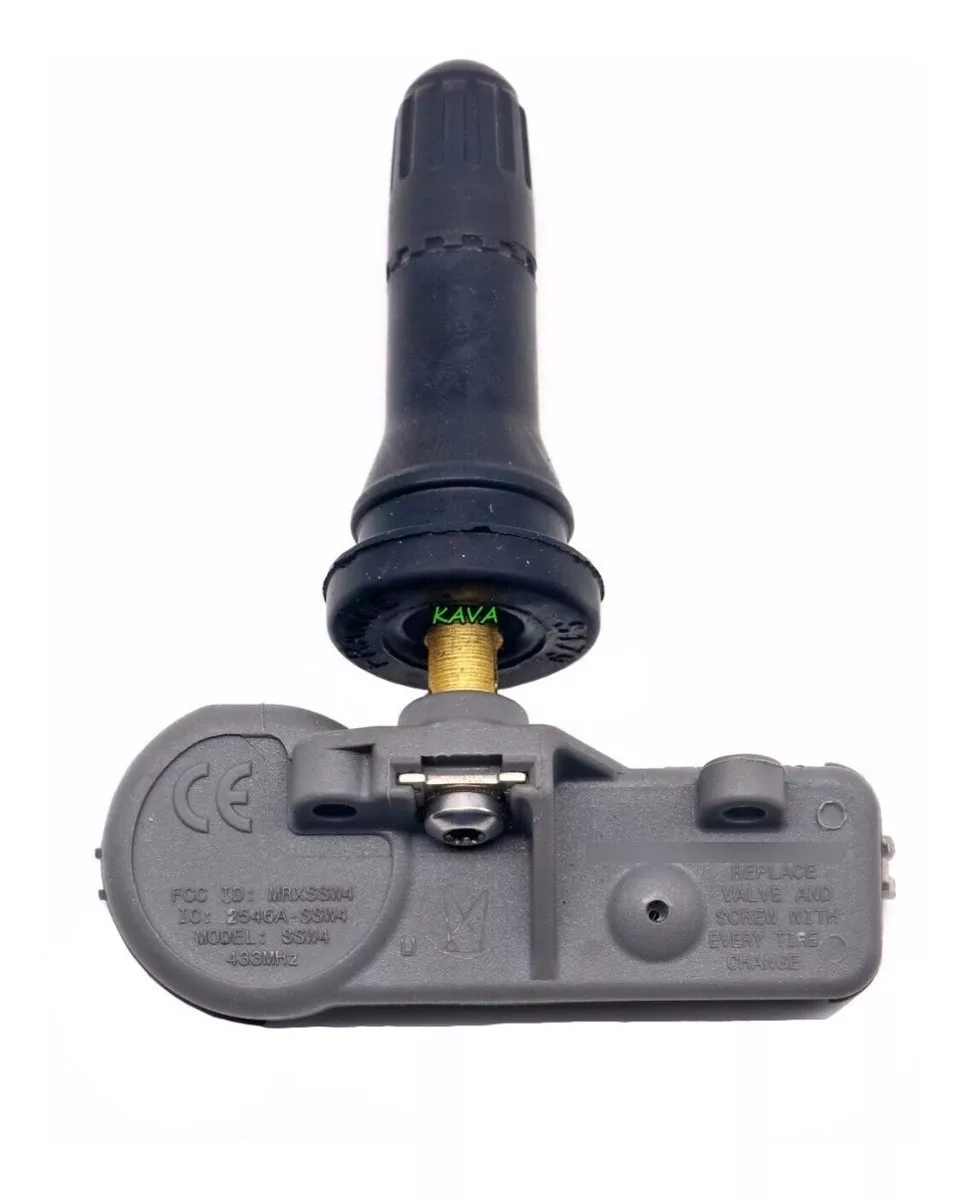 KAVA
CE
FCC ID: MRXSSW4
IC: 2546A-SSW4
MODEL: SSW4
433MHz
REPLACE
VALVE AND
SCREW WITH
EVERY TIRE
CHANGE